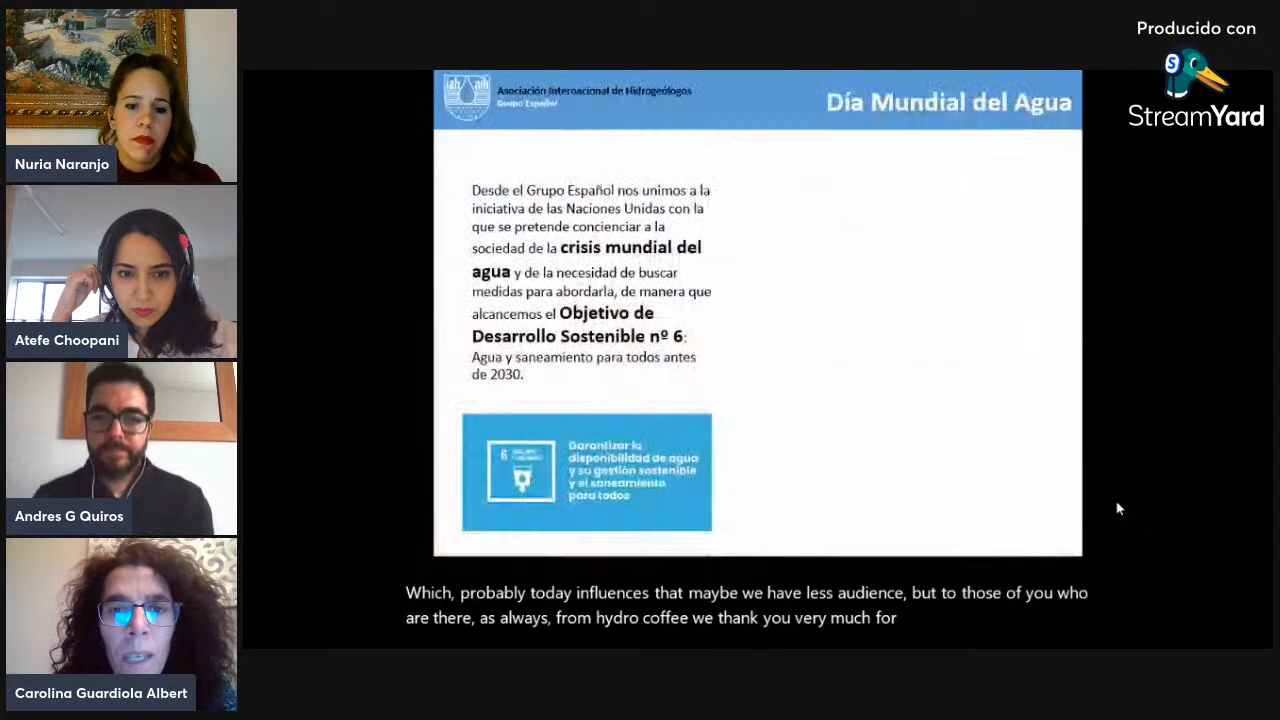 Nuria Naranjo
Atefe Choopani
Andres G Quiros
Carolina Guardiola Albert
iah aih
Asociación Internacional de Hidrogeólogos
Grupo Español
Día Mundial del Agua
Desde el Grupo Español nos unimos a la
iniciativa de las Naciones Unidas con la
que se pretende concienciar a la
sociedad de la crisis mundial del
agua y de la necesidad de buscar
medidas para abordarla, de manera que
alcancemos el Objetivo de
Desarrollo Sostenible nº 6:
Agua y saneamiento para todos antes
de 2030.
6
Garantizar la
disponibilidad de agua
y su gestión sostenible
y el saneamiento
para todos
Which, probably today influences that maybe we have less audience, but to those of you who
are there, as always, from hydro coffee we thank you very much for
Producido con
S
StreamYard